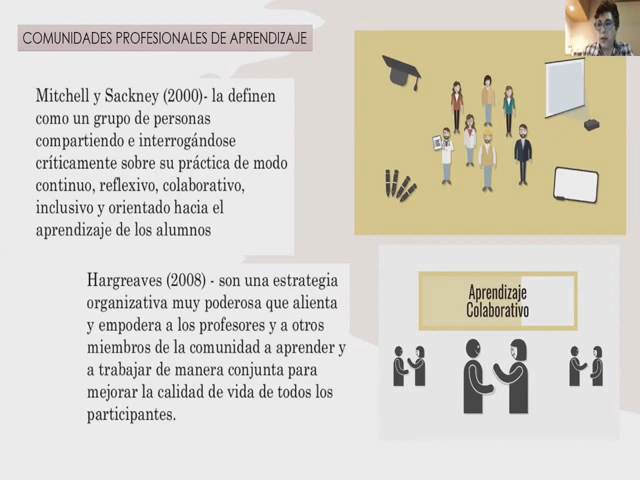 COMUNIDADES PROFESIONALES DE APRENDIZAJE
Mitchell y Sackney (2000)- la definen
como un grupo de personas
compartiendo e interrogándose
críticamente sobre su práctica de modo
continuo, reflexivo, colaborativo,
inclusivo y orientado hacia el
aprendizaje de los alumnos
Hargreaves (2008) - son una estrategia
organizativa muy poderosa que alienta
y empodera a los profesores y a otros
miembros de la comunidad a aprender y
a trabajar de manera conjunta para
mejorar la calidad de vida de todos los
participantes.
Aprendizaje
Colaborativo